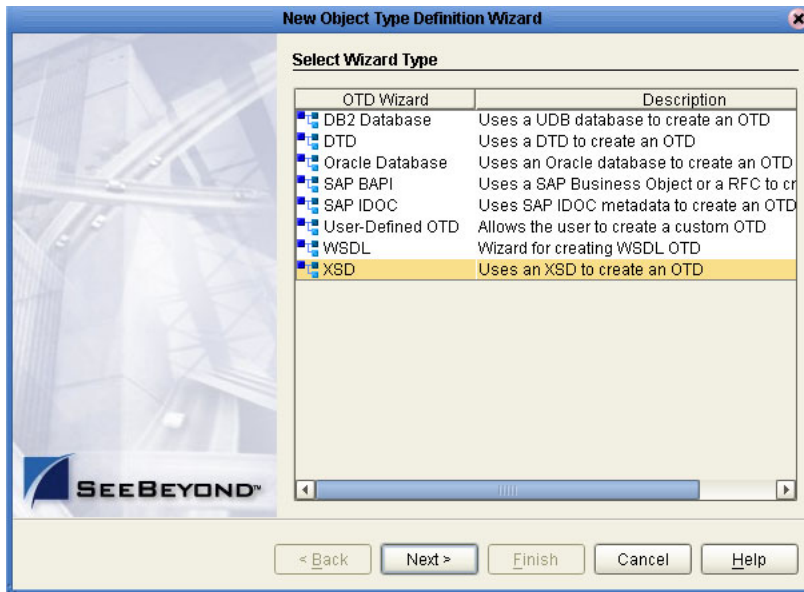 New Object Type Definition Wizard
Select Wizard Type
OTD Wizard Description
DB2 Database Uses a UDB database to create an OTD
DTD Uses a DTD to create an OTD
Oracle Database Uses an Oracle database to create an OTD
SAP BAPI Uses a SAP Business Object or a RFC to cr
SAP IDOC Uses SAP IDOC metadata to create an OTD
User-Defined OTD Allows the user to create a custom OTD
WSDL Wizard for creating WSDL OTD
XSD Uses an XSD to create an OTD
SEEBEYOND™
< Back Next > Finish Cancel Help